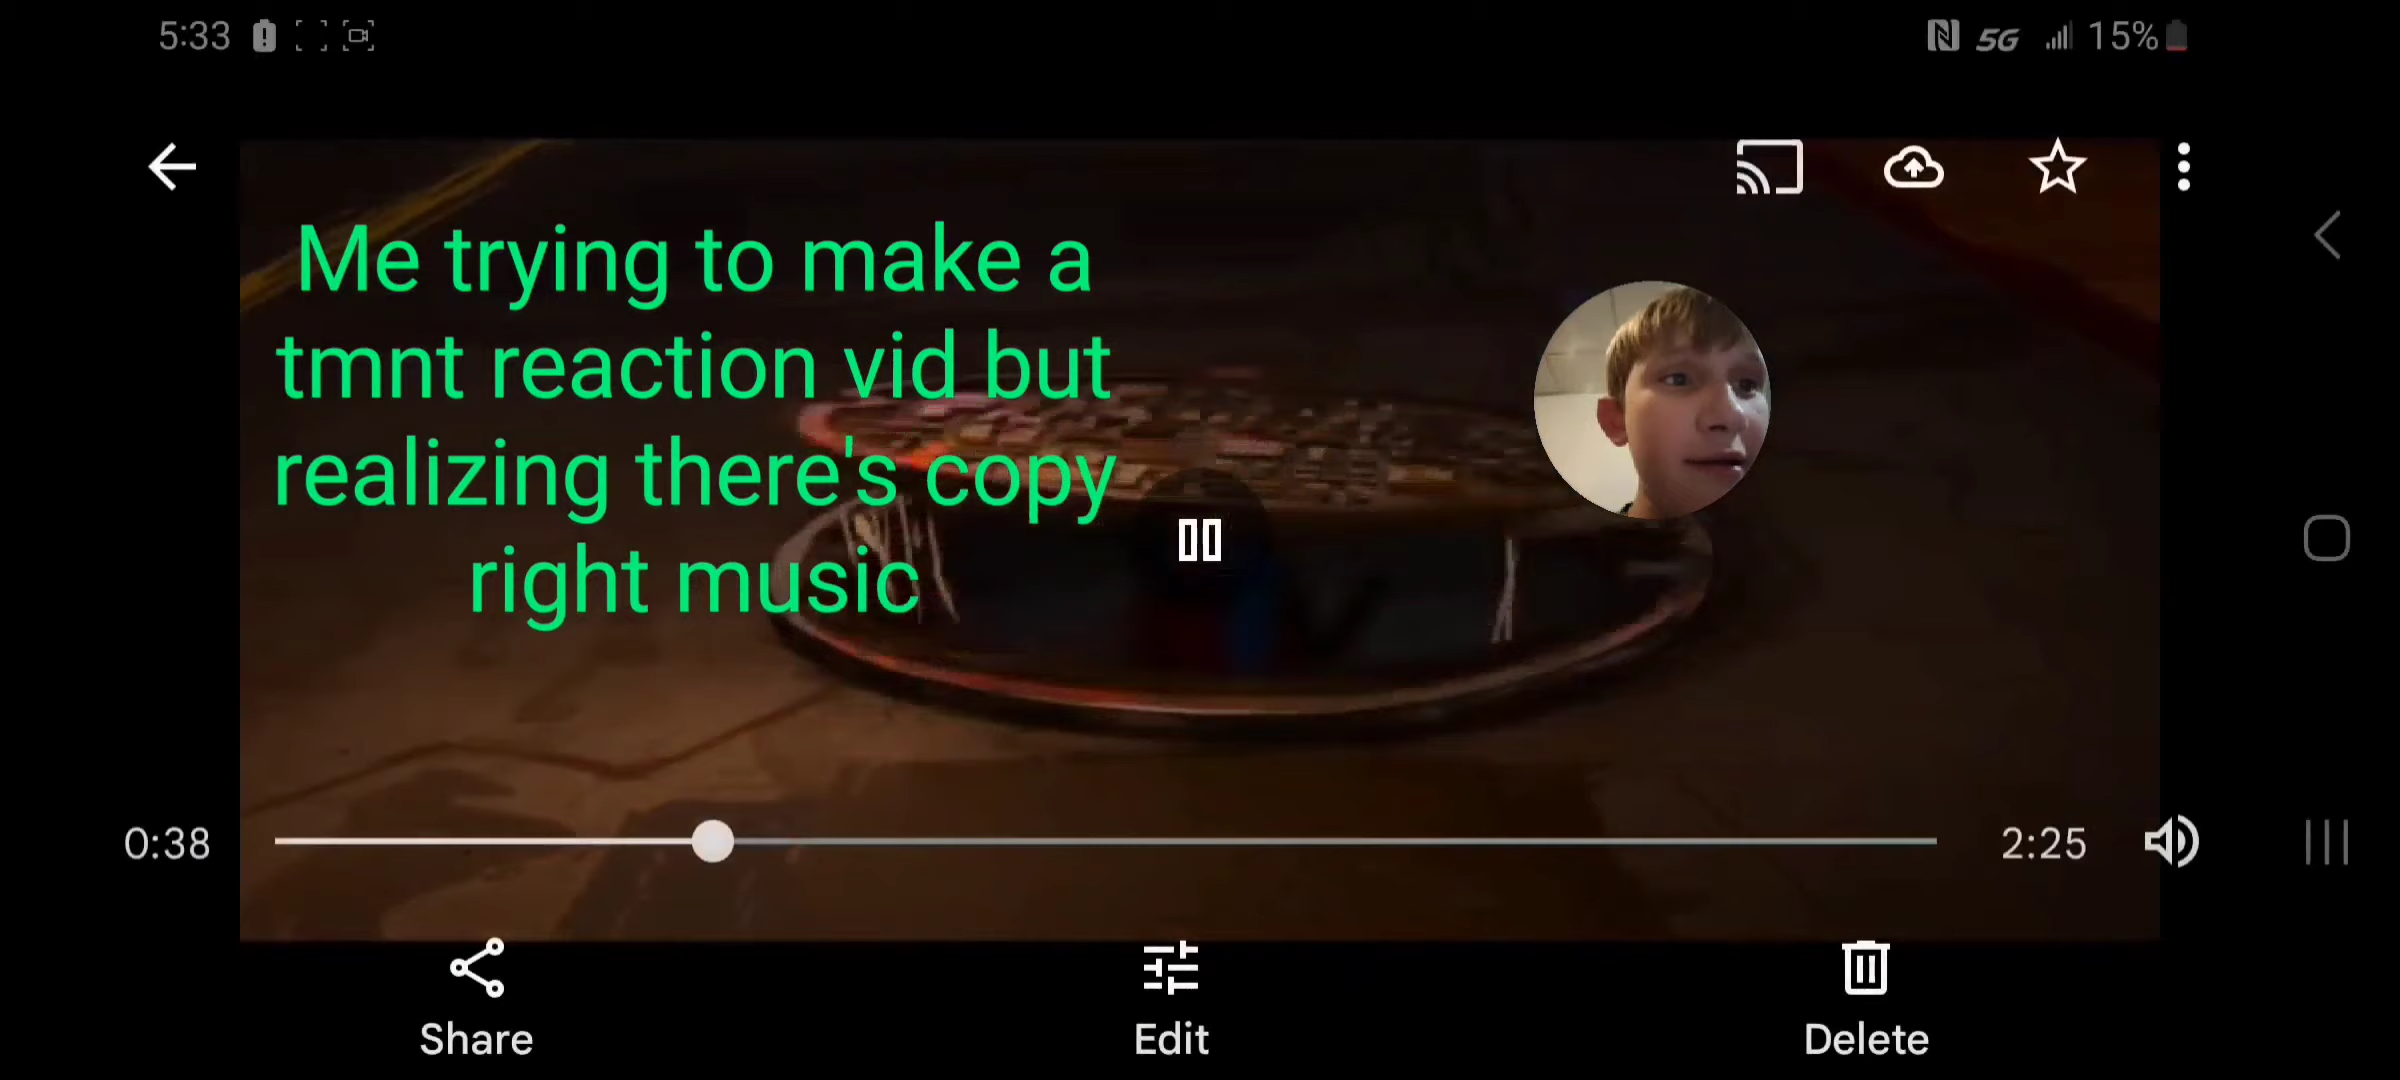 5:33
5G 15%
Me trying to make a
tmnt reaction vid but
realizing there's copy
right music
0:38
2:25
Share
Edit
Delete